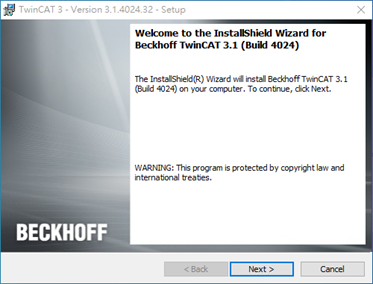 TwinCAT 3 - Version 3.1.4024.32 - Setup
Welcome to the InstallShield Wizard for
Beckhoff TwinCAT 3.1 (Build 4024)
The InstallShield(R) Wizard will install Beckhoff TwinCAT 3.1
(Build 4024) on your computer. To continue, click Next.
WARNING: This program is protected by copyright law and
international treaties.
BECKHOFF
< Back
Next >
Cancel